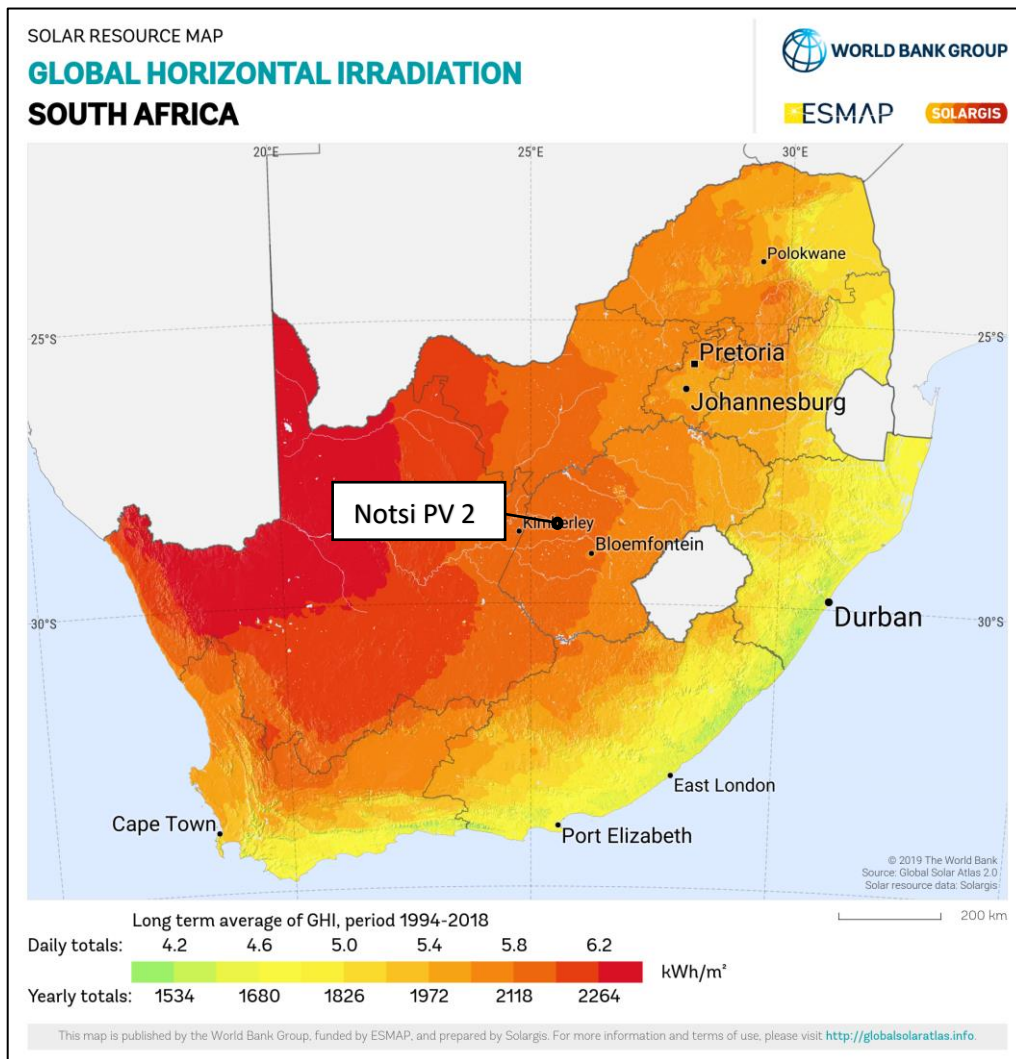 SOLAR RESOURCE MAP
GLOBAL HORIZONTAL IRRADIATION
SOUTH AFRICA
WORLD BANK GROUP
ESMAP
SOLARGIS
20°E
25°E
30°E
Polokwane
25°S
25°S
Pretoria
Johannesburg
Notsi PV 2
Kimberley
Bloemfontein
Durban
30°S
30°S
East London
Cape Town
Port Elizabeth
© 2019 The World Bank
Source: Global Solar Atlas 2.0
Solar resource data: Solargis
200 km
Long term average of GHI, period 1994-2018
Daily totals: 4.2 4.6 5.0 5.4 5.8 6.2
kWh/m²
Yearly totals: 1534 1680 1826 1972 2118 2264
This map is published by the World Bank Group, funded by ESMAP, and prepared by Solargis. For more information and terms of use, please visit http://globalsolaratlas.info.